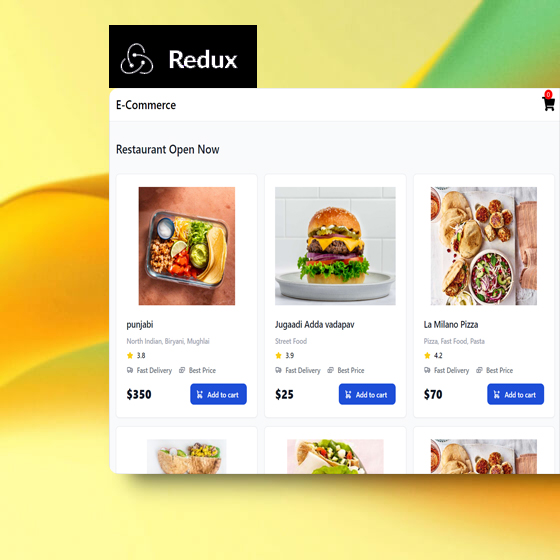 Redux
E-Commerce
0
Restaurant Open Now
punjabi
North Indian, Biryani, Mughlai
3.8
Fast Delivery Best Price
$350 Add to cart
Jugaadi Adda vadapav
Street Food
3.9
Fast Delivery Best Price
$25 Add to cart
La Milano Pizza
Pizza, Fast Food, Pasta
4.2
Fast Delivery Best Price
$70 Add to cart